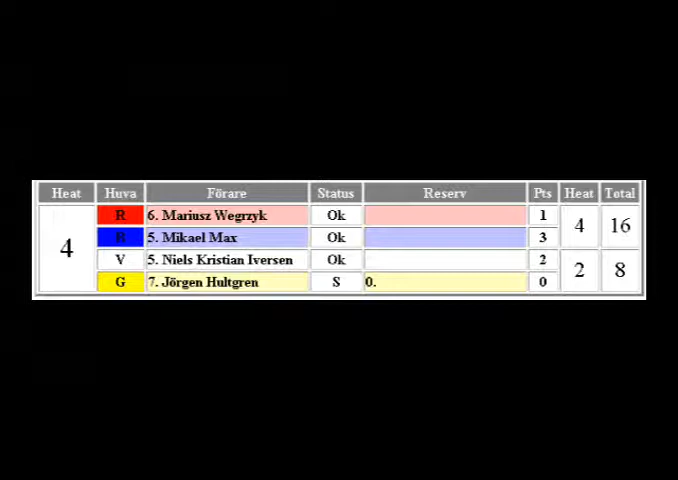 Heat Huva Förare Status Reserv Pts Heat Total
4 R 6. Mariusz Wegrzyk Ok 1 4 16
B 5. Mikael Max Ok 3
V 5. Niels Kristian Iversen Ok 2 2 8
G 7. Jörgen Hultgren S 0. 0